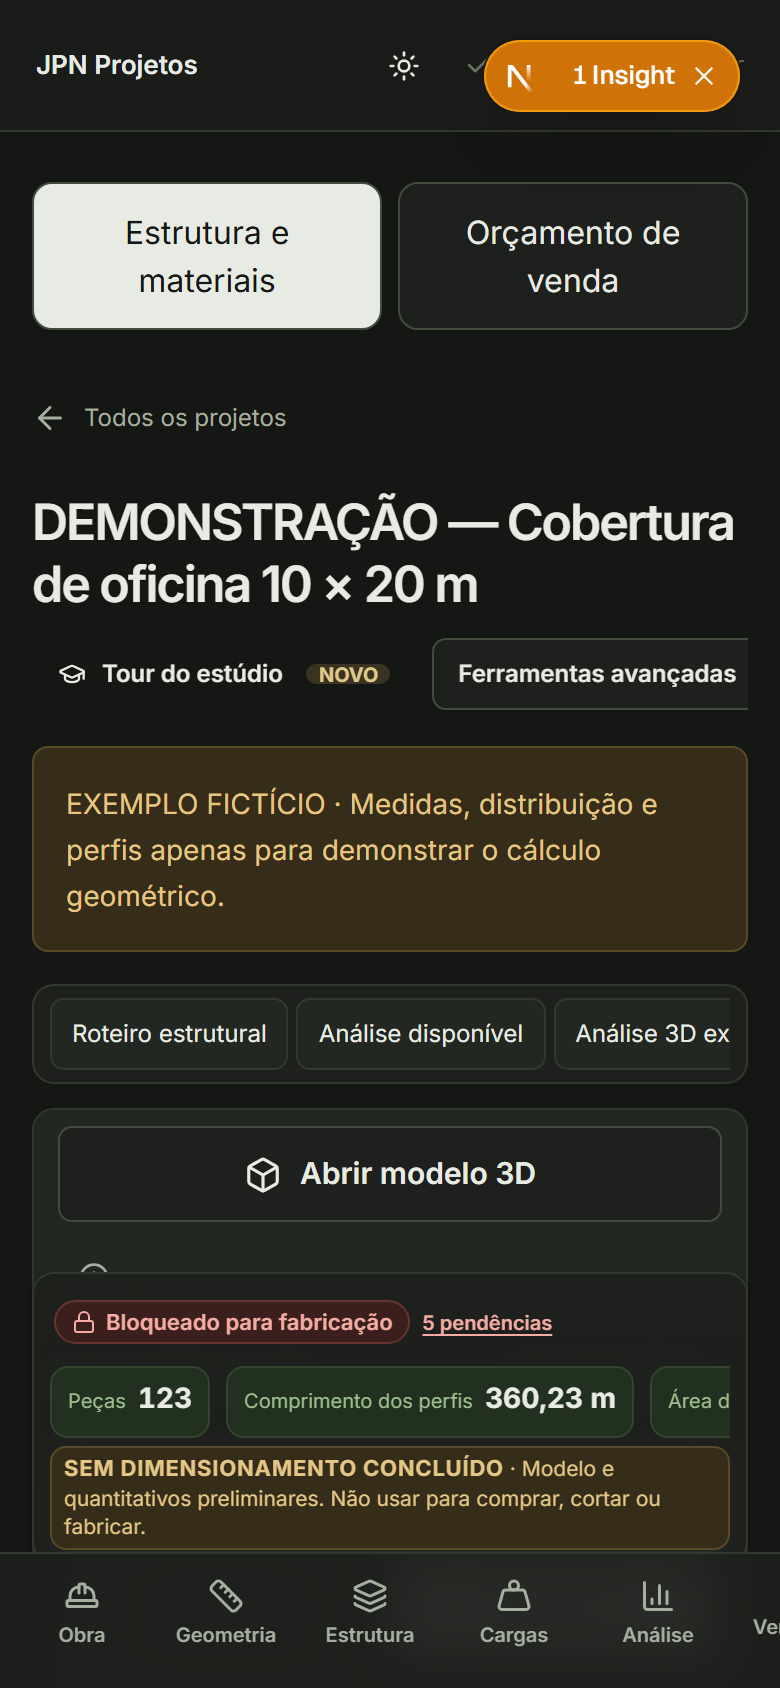 JPN Projetos
N 1 Insight
Estrutura e
materiais
Orçamento de
venda
Todos os projetos
DEMONSTRAÇÃO — Cobertura
de oficina 10 × 20 m
Tour do estúdio NOVO
Ferramentas avançadas
EXEMPLO FICTÍCIO · Medidas, distribuição e
perfis apenas para demonstrar o cálculo
geométrico.
Roteiro estrutural
Análise disponível
Análise 3D ex
Abrir modelo 3D
Bloqueado para fabricação 5 pendências
Peças 123
Comprimento dos perfis 360,23 m
Área d
SEM DIMENSIONAMENTO CONCLUÍDO · Modelo e
quantitativos preliminares. Não usar para comprar, cortar ou
fabricar.
Obra
Geometria
Estrutura
Cargas
Análise
Ver